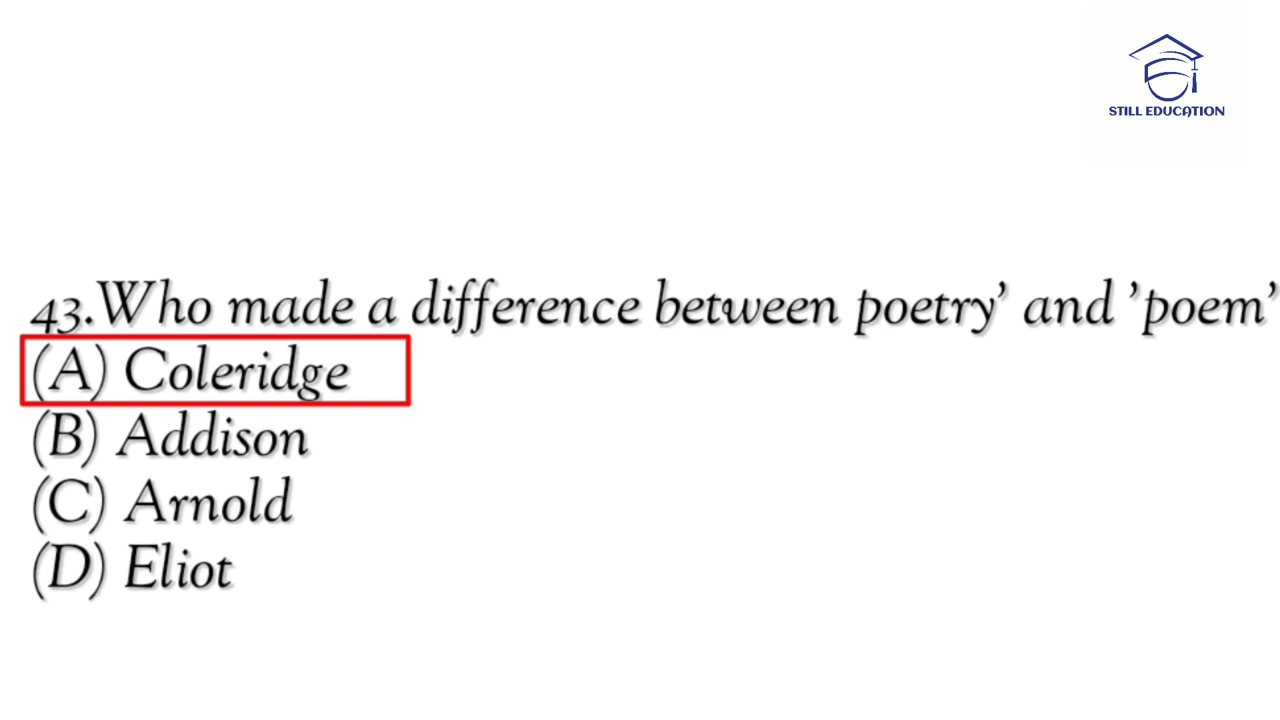 STILL EDUCATION
43.Who made a difference between poetry’ and ’poem’
(A) Coleridge
(B) Addison
(C) Arnold
(D) Eliot